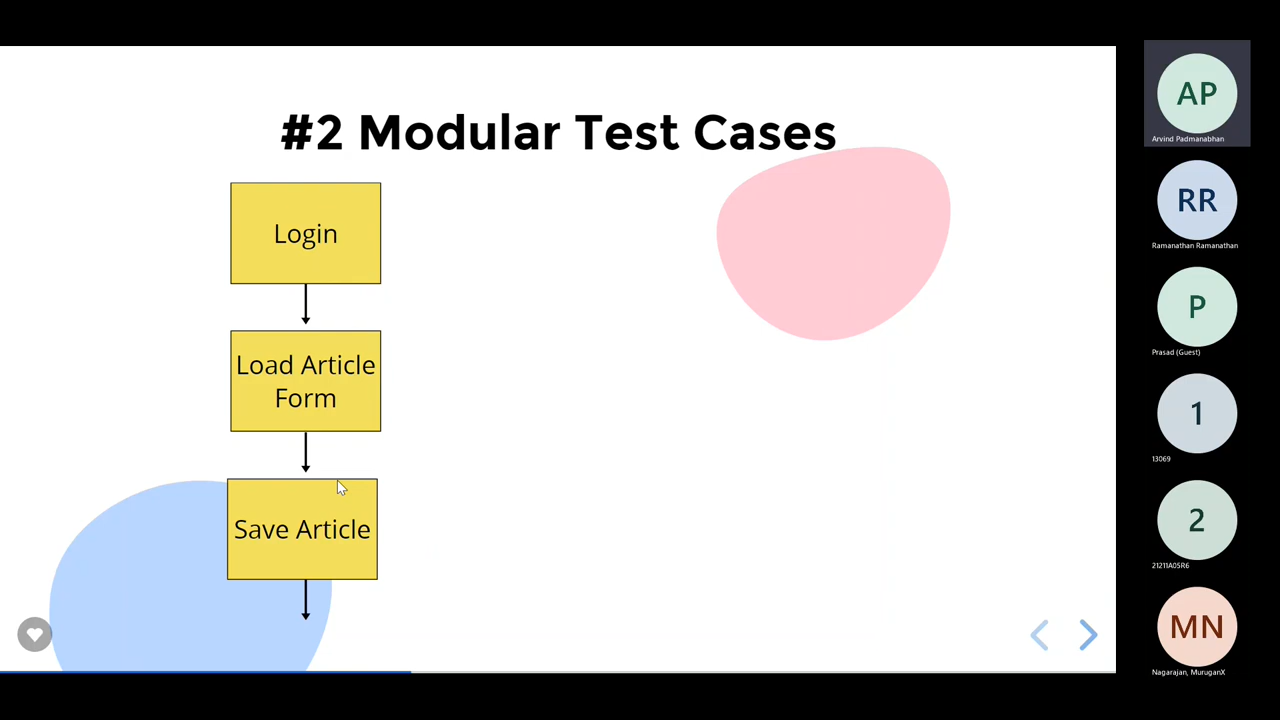 #2 Modular Test Cases
Login
Load Article
Form
Save Article
AP
Arvind Padmanabhan
RR
Ramanathan Ramanathan
P
Prasad (Guest)
1
13069
2
21211A05R6
MN
Nagarajan, MuruganX